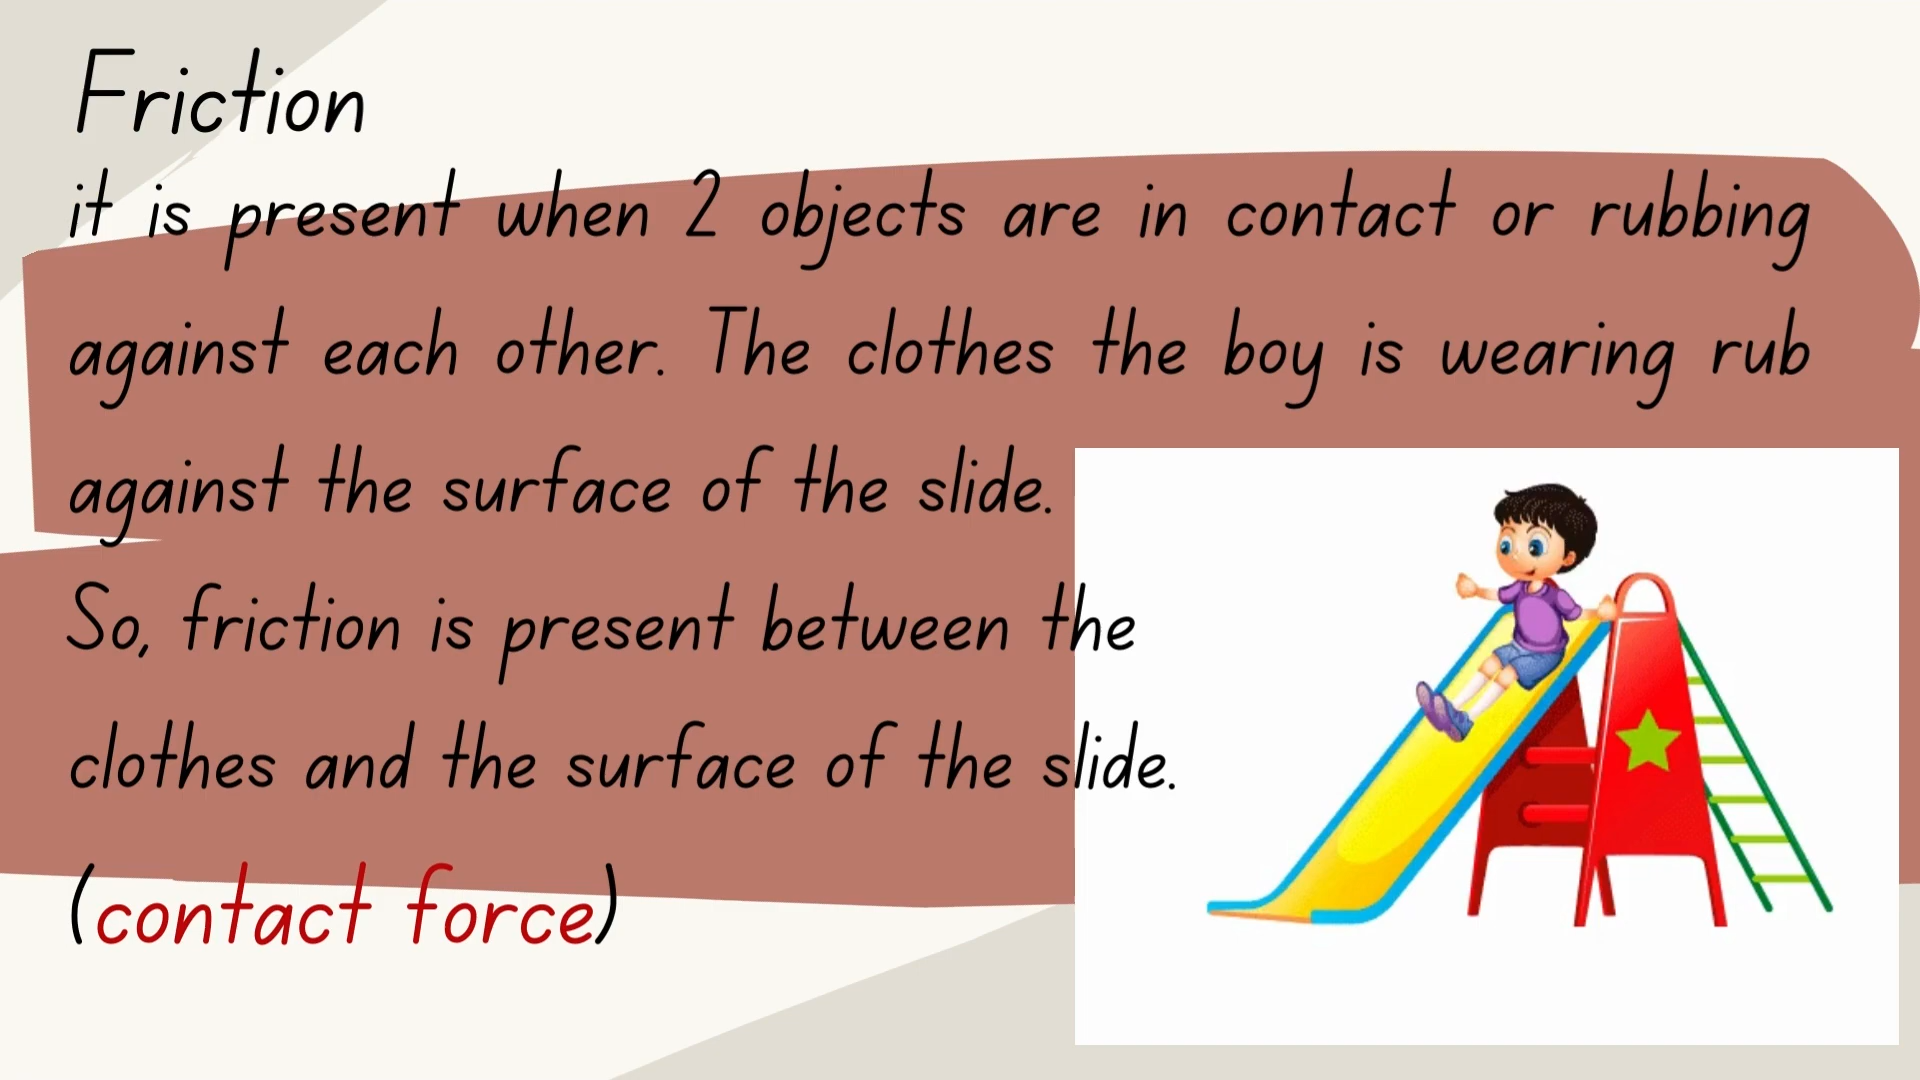 Friction
it is present when 2 objects are in contact or rubbing
against each other. The clothes the boy is wearing rub
against the surface of the slide.
So, friction is present between the
clothes and the surface of the slide.
(contact force)